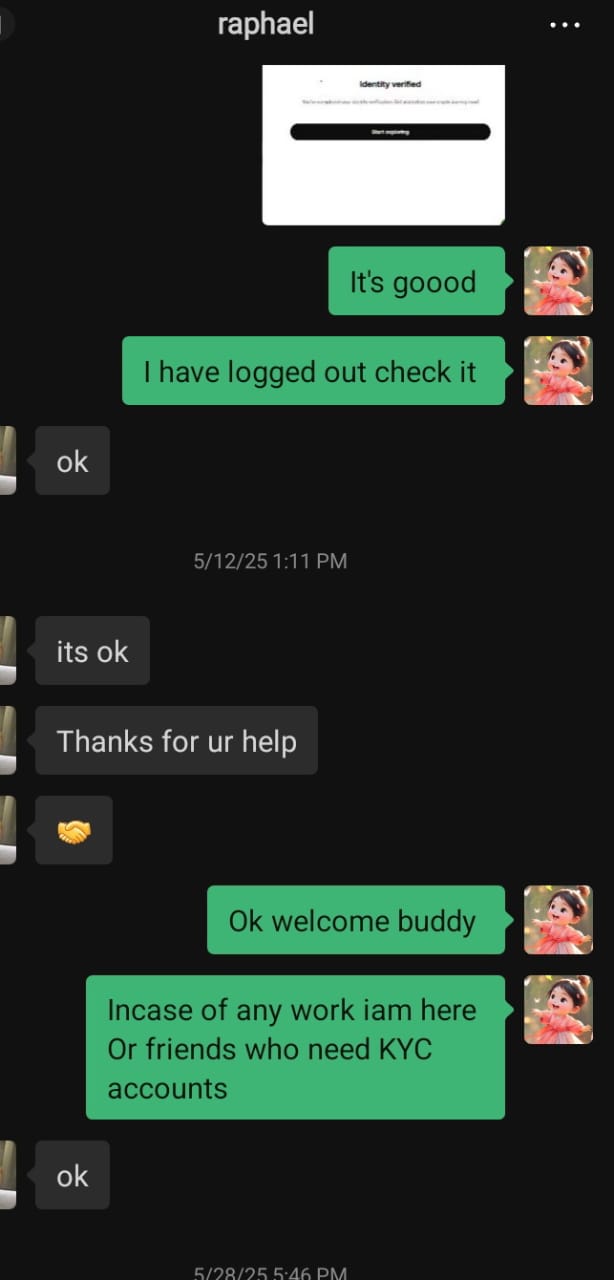 raphael
Identity verified
Start exploring
It's goood
I have logged out check it
ok
5/12/25 1:11 PM
its ok
Thanks for ur help
🤝
Ok welcome buddy
Incase of any work iam here
Or friends who need KYC
accounts
ok
5/28/25 5:46 PM